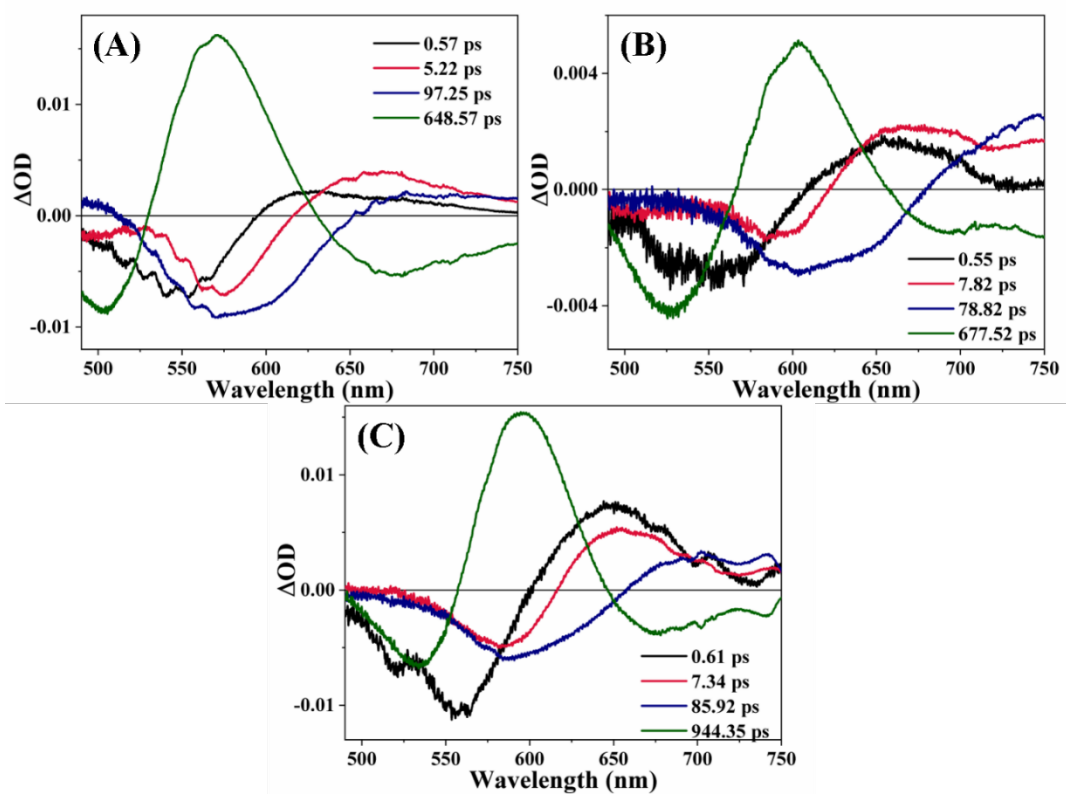 (A)
0.57 ps
5.22 ps
97.25 ps
648.57 ps
0.01
0.00
-0.01
ΔOD
500 550 600 650 700 750
Wavelength (nm)
(B)
0.004
0.000
-0.004
ΔOD
0.55 ps
7.82 ps
78.82 ps
677.52 ps
500 550 600 650 700 750
Wavelength (nm)
(C)
0.01
0.00
-0.01
ΔOD
0.61 ps
7.34 ps
85.92 ps
944.35 ps
500 550 600 650 700 750
Wavelength (nm)